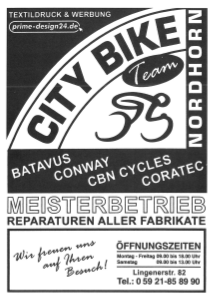 TEXTILDRUCK & WERBUNG
prime-design24.de
CITY BIKE
Team
NORDHORN
BATAVUS
CONWAY
CBN CYCLES
CORATEC
MEISTERBETRIEB
REPARATUREN ALLER FABRIKATE
Wir freuen uns
auf Ihren
Besuch!
ÖFFNUNGSZEITEN
Montag - Freitag 09.00 bis 18.00 Uhr
Samstag 09.00 bis 13.00 Uhr
Lingenerstr. 82
Tel.: 0 59 21-85 89 90